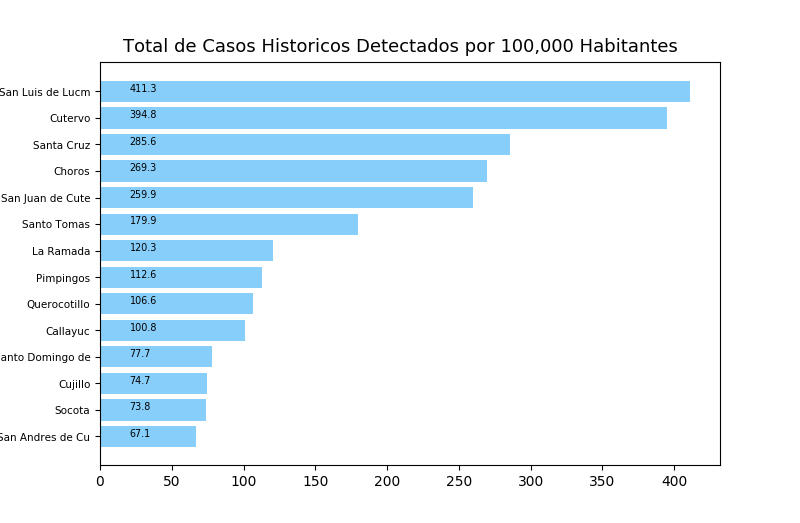 Total de Casos Historicos Detectados por 100,000 Habitantes
San Luis de Lucm 411.3
Cutervo 394.8
Santa Cruz 285.6
Choros 269.3
San Juan de Cute 259.9
Santo Tomas 179.9
La Ramada 120.3
Pimpingos 112.6
Querocotillo 106.6
Callayuc 100.8
anto Domingo de 77.7
Cujillo 74.7
Socota 73.8
San Andres de Cu 67.1
0 50 100 150 200 250 300 350 400